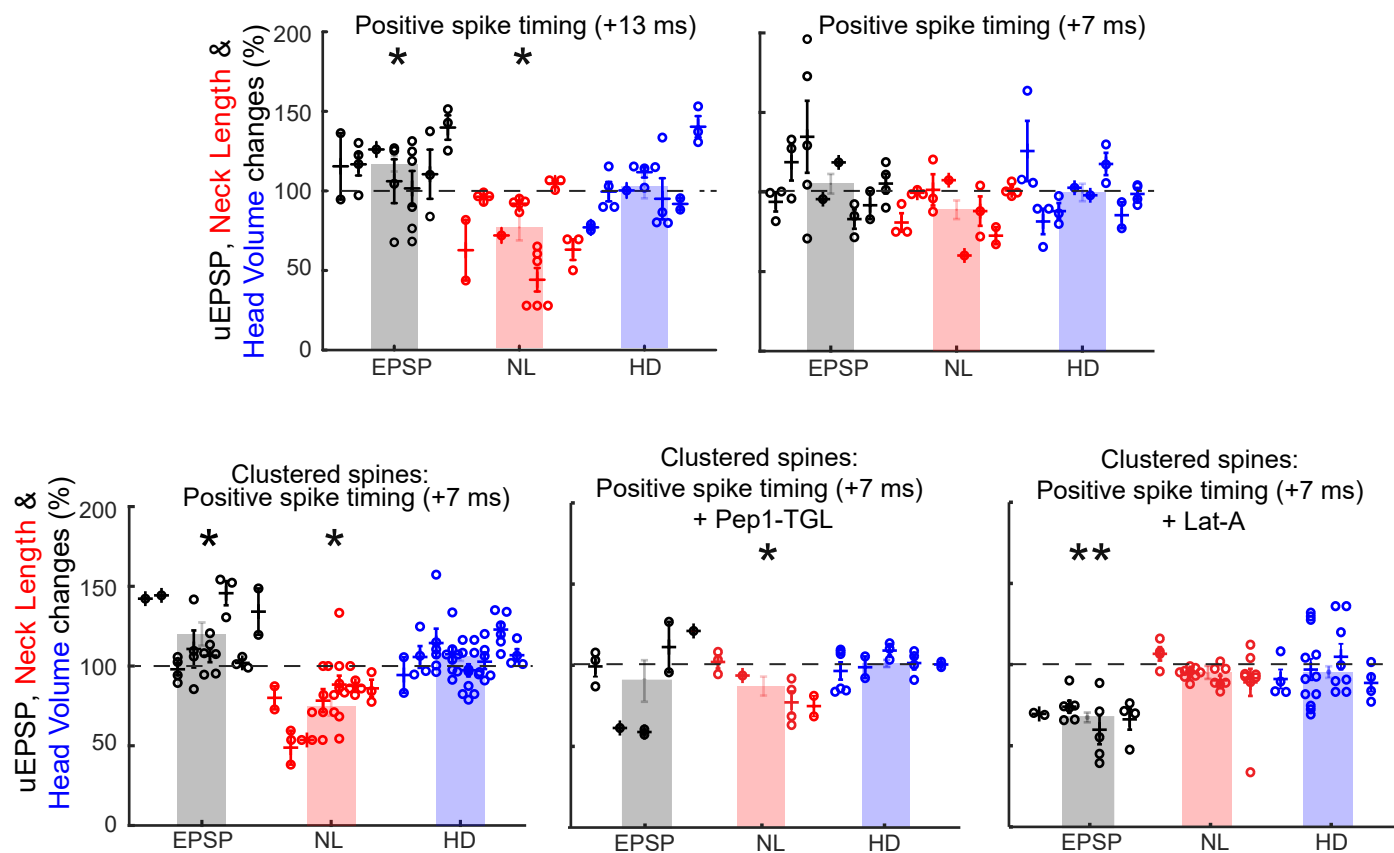 Positive spike timing (+13 ms)
Positive spike timing (+7 ms)
uEPSP, Neck Length &
Head Volume changes (%)
200
150
100
50
0
*
*
EPSP
NL
HD
EPSP
NL
HD
Clustered spines:
Positive spike timing (+7 ms)
Clustered spines:
Positive spike timing (+7 ms)
+ Pep1-TGL
Clustered spines:
Positive spike timing (+7 ms)
+ Lat-A
uEPSP, Neck Length &
Head Volume changes (%)
200
150
100
50
0
*
*
*
**
EPSP
NL
HD
EPSP
NL
HD
EPSP
NL
HD